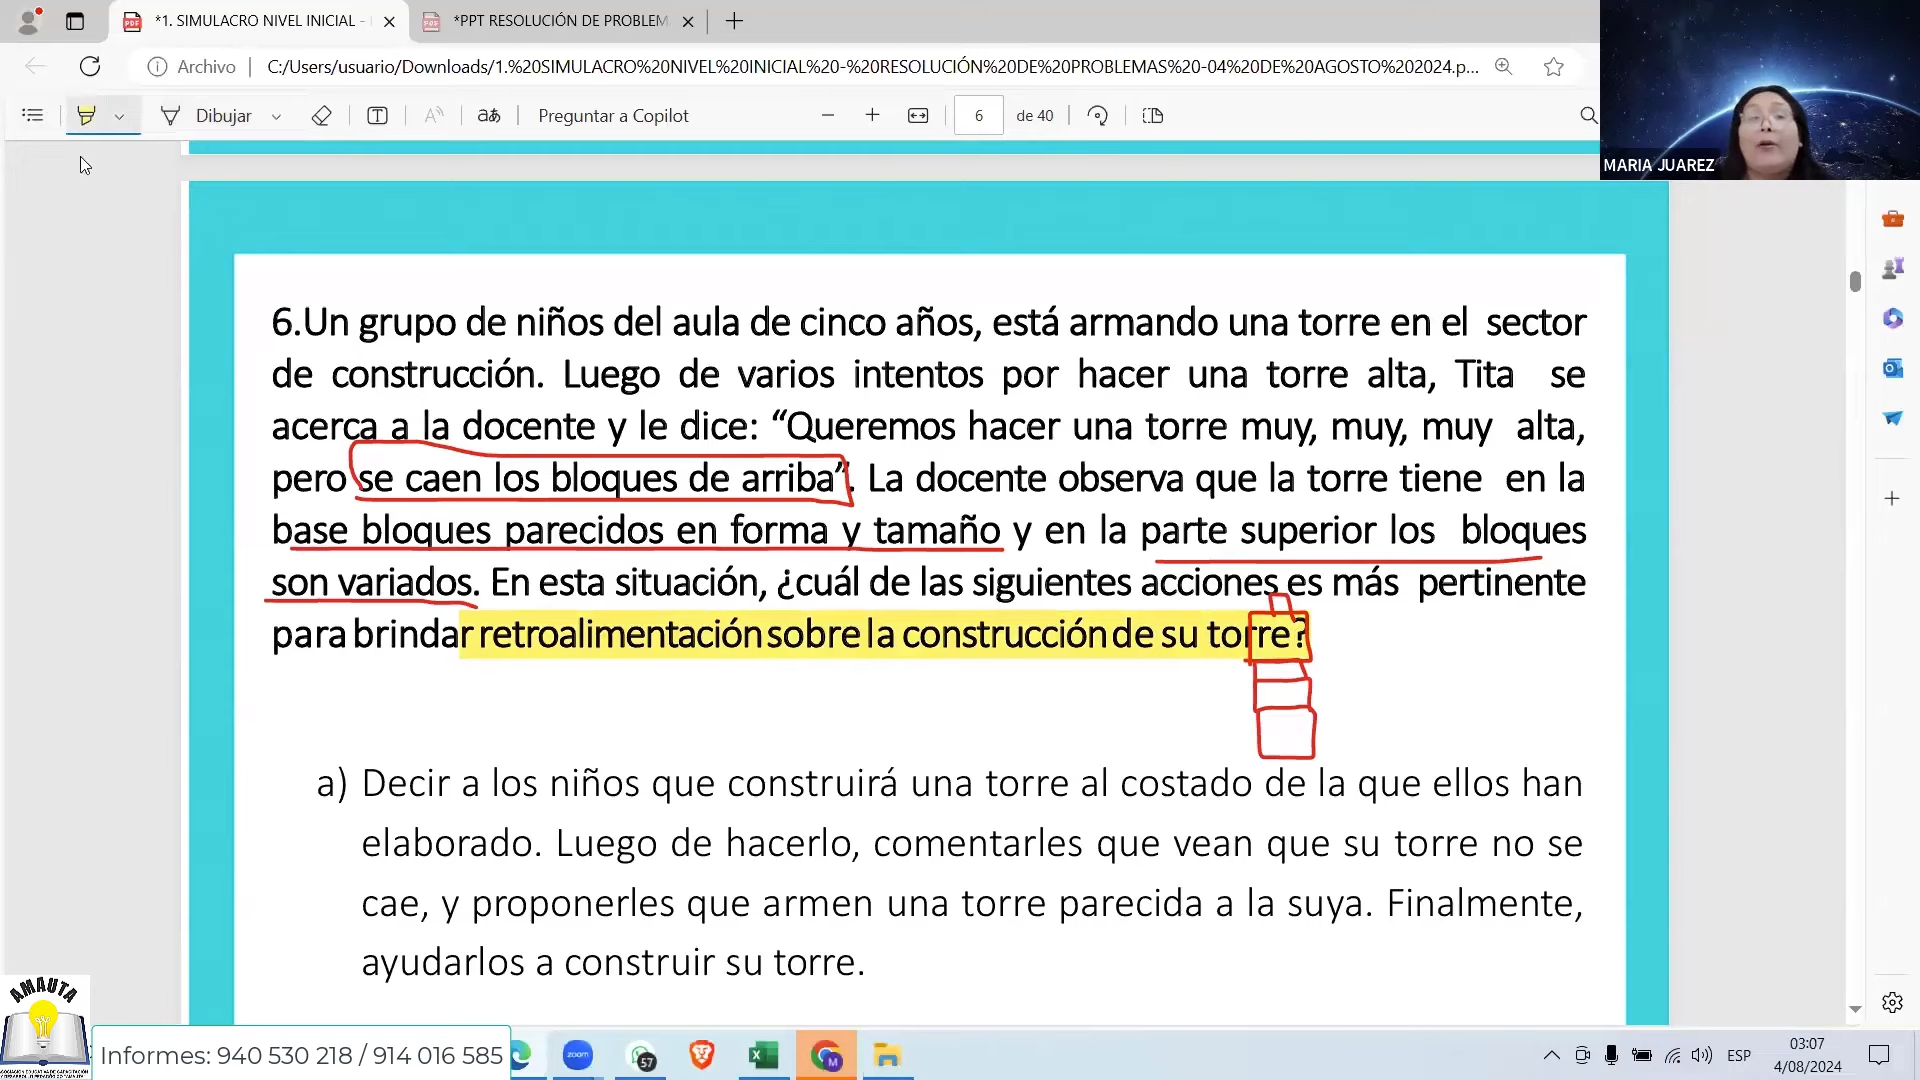 *1. SIMULACRO NIVEL INICIAL -
*PPT RESOLUCIÓN DE PROBLEM
Archivo
C:/Users/usuario/Downloads/1.%20SIMULACRO%20NIVEL%20INICIAL%20-%20RESOLUCIÓN%20DE%20PROBLEMAS%20-04%20DE%20AGOSTO%202024.p...
Dibujar
Preguntar a Copilot
6
de 40
MARIA JUAREZ
6.Un grupo de niños del aula de cinco años, está armando una torre en el sector
de construcción. Luego de varios intentos por hacer una torre alta, Tita se
acerca a la docente y le dice: “Queremos hacer una torre muy, muy, muy alta,
pero se caen los bloques de arriba”. La docente observa que la torre tiene en la
base bloques parecidos en forma y tamaño y en la parte superior los bloques
son variados. En esta situación, ¿cuál de las siguientes acciones es más pertinente
para brindar retroalimentación sobre la construcción de su torre?
a) Decir a los niños que construirá una torre al costado de la que ellos han
elaborado. Luego de hacerlo, comentarles que vean que su torre no se
cae, y proponerles que armen una torre parecida a la suya. Finalmente,
ayudarlos a construir su torre.
AMAUTA
Informes: 940 530 218 / 914 016 585
zoom
57
M
ESP
03:07
4/08/2024